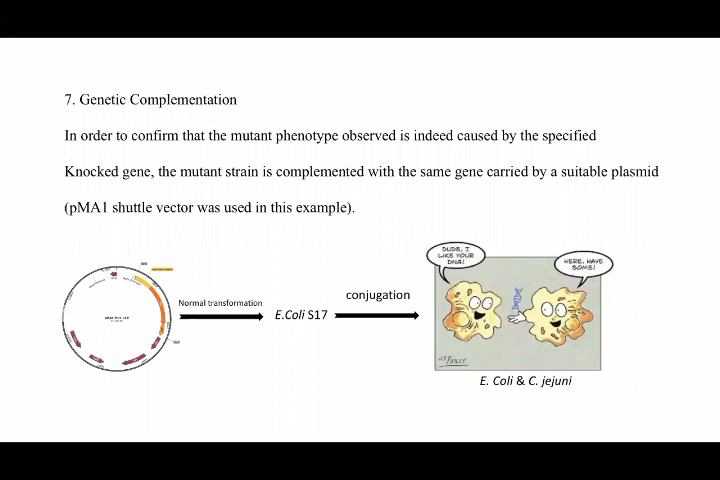 7. Genetic Complementation
In order to confirm that the mutant phenotype observed is indeed caused by the specified
Knocked gene, the mutant strain is complemented with the same gene carried by a suitable plasmid
(pMA1 shuttle vector was used in this example).
DUDE, I
LIKE YOUR
DNA!
HERE, HAVE
SOME!
Normal transformation
E.Coli S17
conjugation
E. Coli & C. jejuni